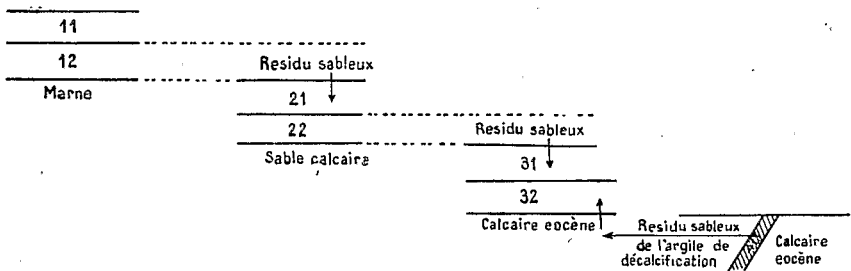 11
12
Marne
Residu sableux
21
22
Sable calcaire
Residu sableux
31
32
Calcaire eocène
Residu sableux
de l'argile de
décalcification
Calcaire
eocène